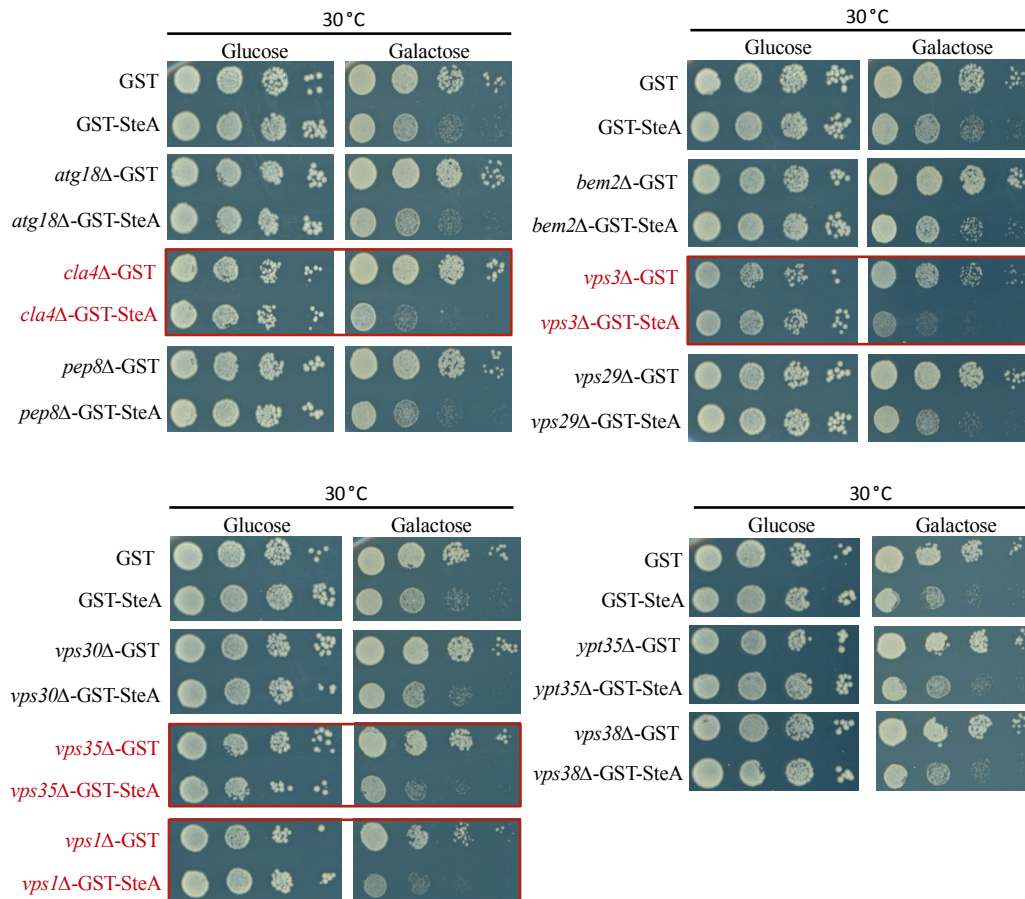 30°C
Glucose Galactose
GST
GST-SteA
atg18Δ-GST
atg18Δ-GST-SteA
cla4Δ-GST
cla4Δ-GST-SteA
pep8Δ-GST
pep8Δ-GST-SteA
30°C
Glucose Galactose
GST
GST-SteA
bem2Δ-GST
bem2Δ-GST-SteA
vps3Δ-GST
vps3Δ-GST-SteA
vps29Δ-GST
vps29Δ-GST-SteA
30°C
Glucose Galactose
GST
GST-SteA
vps30Δ-GST
vps30Δ-GST-SteA
vps35Δ-GST
vps35Δ-GST-SteA
vps1Δ-GST
vps1Δ-GST-SteA
30°C
Glucose Galactose
GST
GST-SteA
ypt35Δ-GST
ypt35Δ-GST-SteA
vps38Δ-GST
vps38Δ-GST-SteA